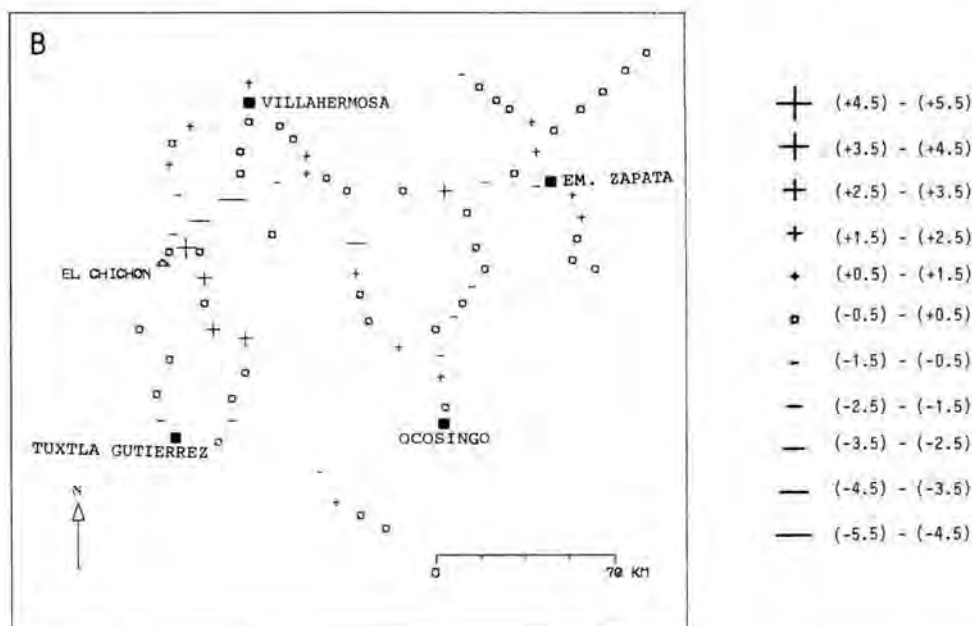 B
VILLAHERMOSA
EM. ZAPATA
EL CHICHON
TUXTLA GUTIERREZ
OCOSINGO
N
0 70 KM
(+4.5) - (+5.5)
(+3.5) - (+4.5)
(+2.5) - (+3.5)
(+1.5) - (+2.5)
(+0.5) - (+1.5)
(-0.5) - (+0.5)
(-1.5) - (-0.5)
(-2.5) - (-1.5)
(-3.5) - (-2.5)
(-4.5) - (-3.5)
(-5.5) - (-4.5)